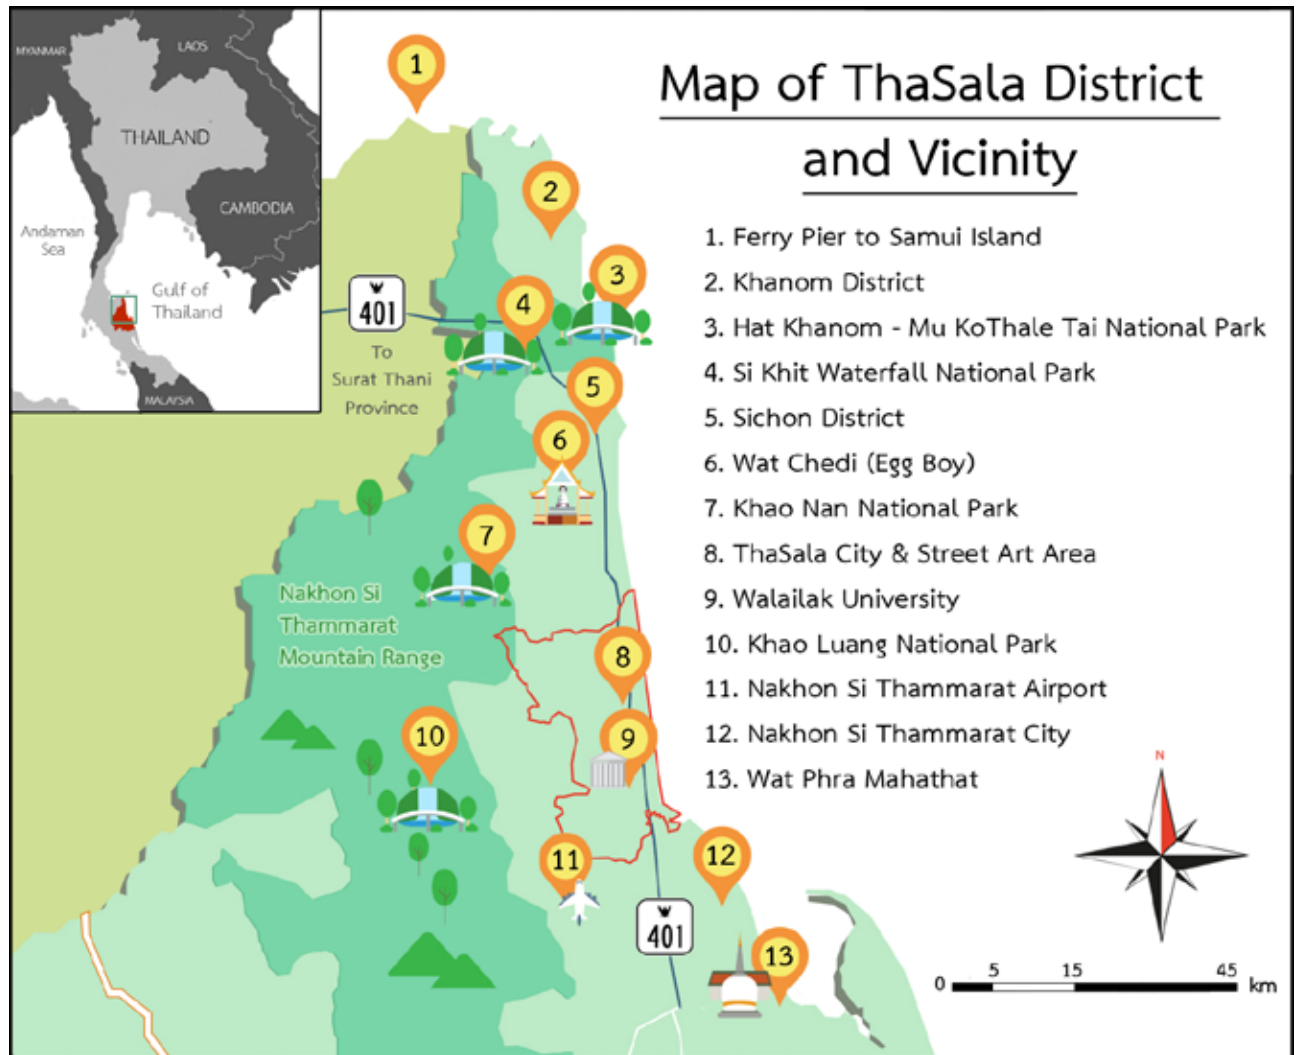 Map of ThaSala District
and Vicinity
MYANMAR
LAOS
THAILAND
CAMBODIA
Andaman
Sea
Gulf of
Thailand
MALAYSIA
1
2
3
4
5
6
7
8
9
10
11
12
13
401
To
Surat Thani
Province
Nakhon Si
Thammarat
Mountain Range
401
1. Ferry Pier to Samui Island
2. Khanom District
3. Hat Khanom - Mu KoThale Tai National Park
4. Si Khit Waterfall National Park
5. Sichon District
6. Wat Chedi (Egg Boy)
7. Khao Nan National Park
8. ThaSala City & Street Art Area
9. Walailak University
10. Khao Luang National Park
11. Nakhon Si Thammarat Airport
12. Nakhon Si Thammarat City
13. Wat Phra Mahathat
N
0 5 15 45 km